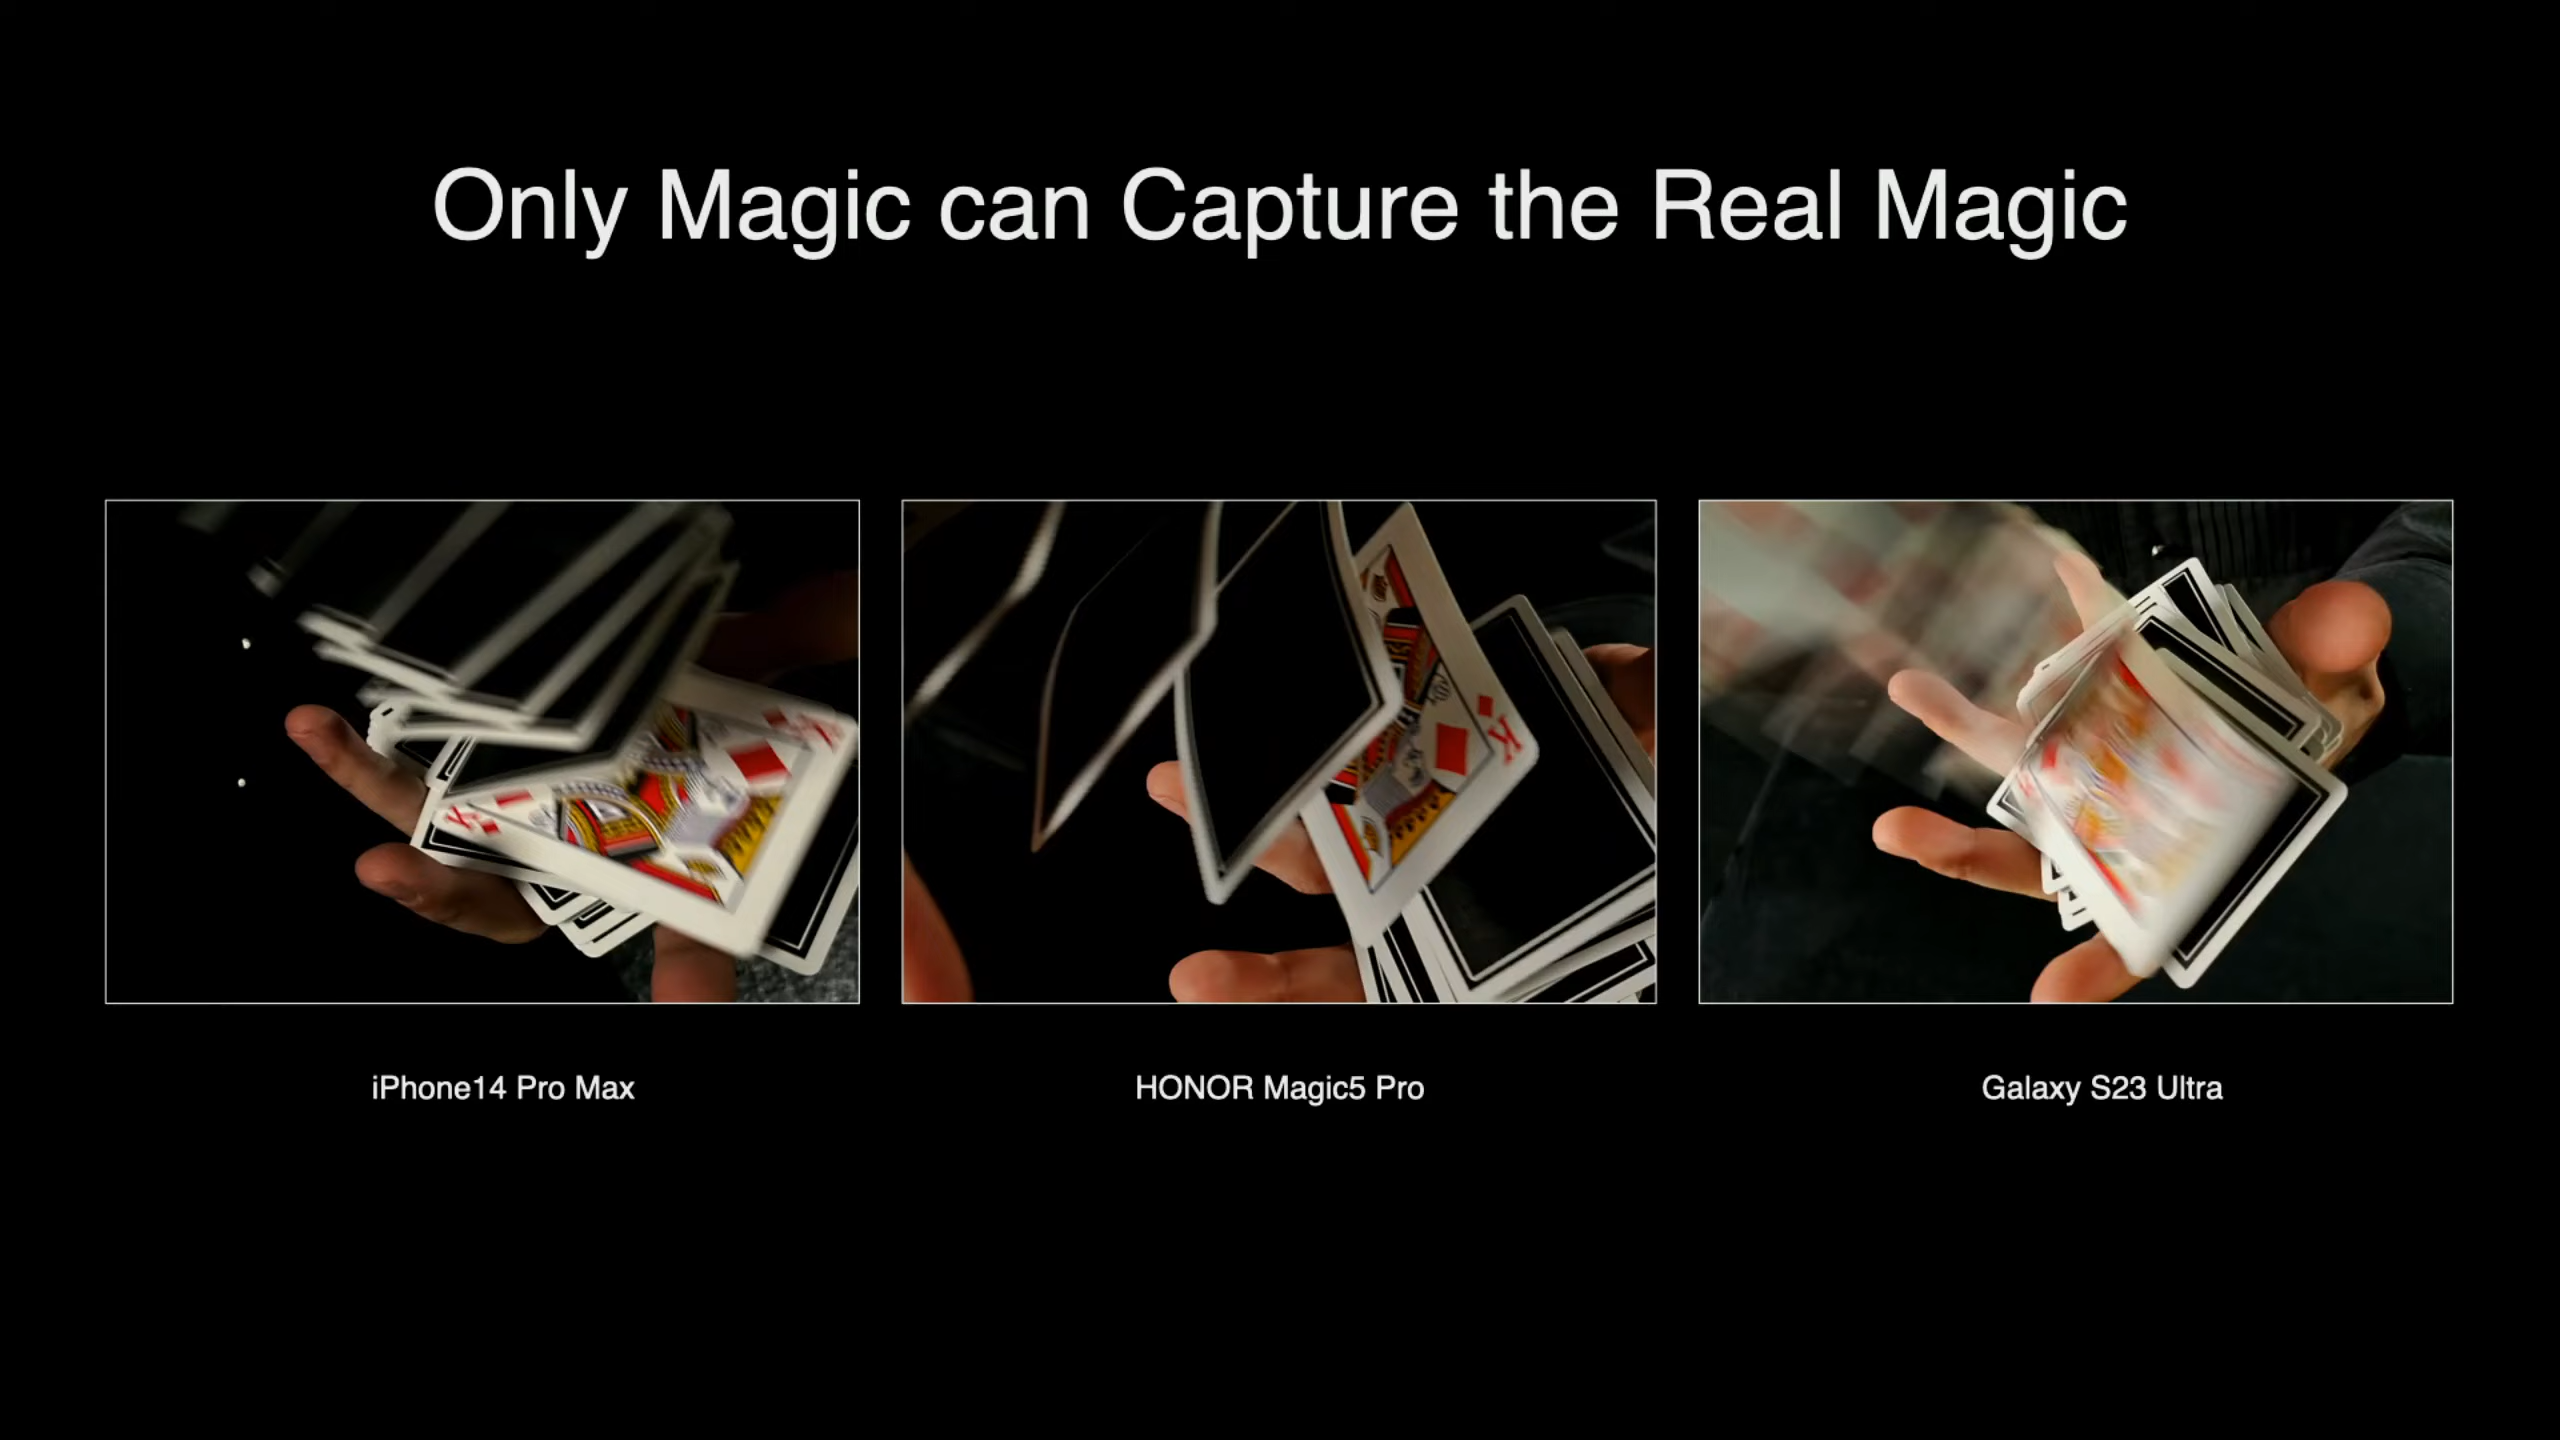 Only Magic can Capture the Real Magic
K
K
K
iPhone14 Pro Max
HONOR Magic5 Pro
Galaxy S23 Ultra